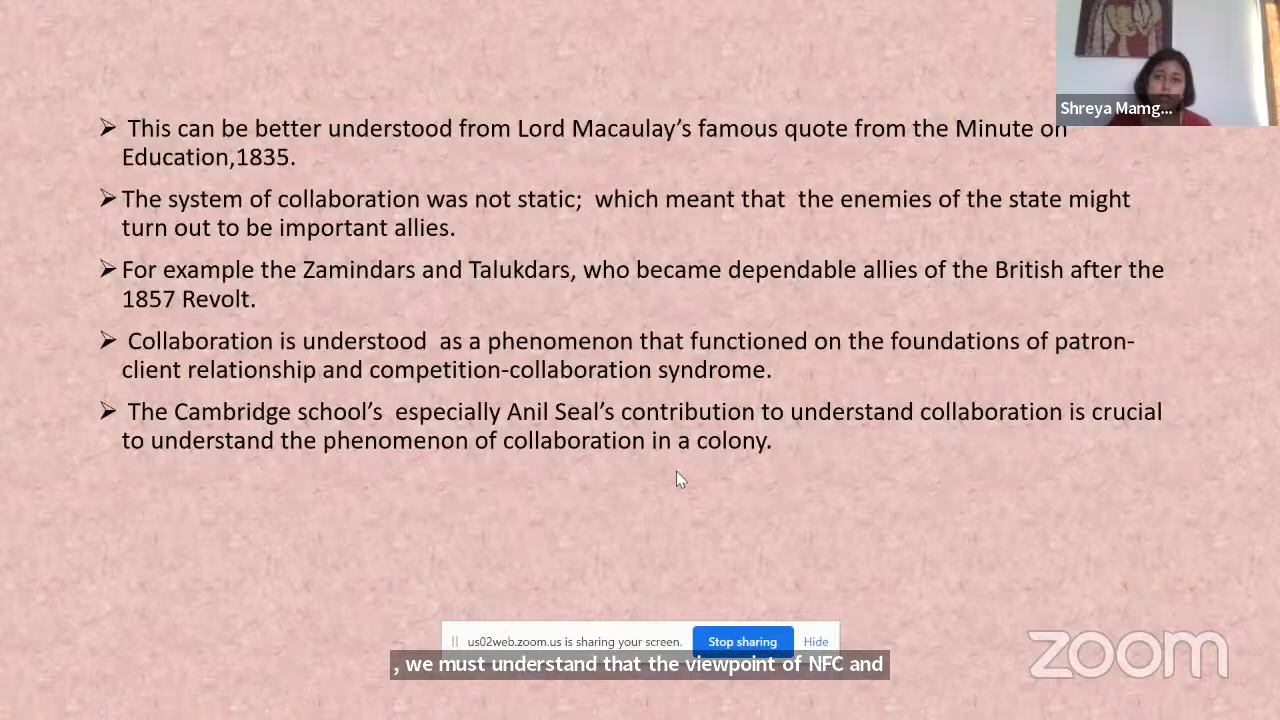 Shreya Mamg...
➢ This can be better understood from Lord Macaulay’s famous quote from the Minute on
Education,1835.
➢ The system of collaboration was not static;  which meant that  the enemies of the state might
turn out to be important allies.
➢ For example the Zamindars and Talukdars, who became dependable allies of the British after the
1857 Revolt.
➢ Collaboration is understood  as a phenomenon that functioned on the foundations of patron-
client relationship and competition-collaboration syndrome.
➢ The Cambridge school’s  especially Anil Seal’s contribution to understand collaboration is crucial
to understand the phenomenon of collaboration in a colony.
us02web.zoom.us is sharing your screen. Stop sharing Hide
, we must understand that the viewpoint of NFC and
zoom